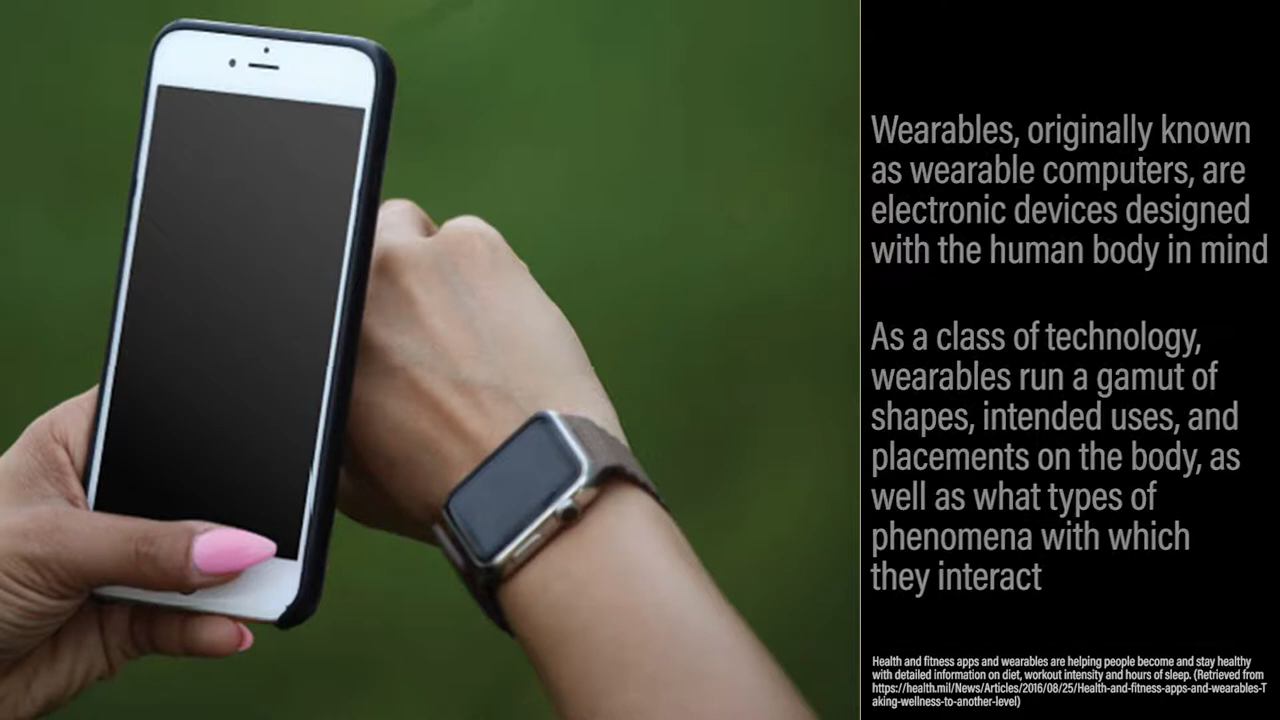 Wearables, originally known
as wearable computers, are
electronic devices designed
with the human body in mind
As a class of technology,
wearables run a gamut of
shapes, intended uses, and
placements on the body, as
well as what types of
phenomena with which
they interact
Health and fitness apps and wearables are helping people become and stay healthy
with detailed information on diet, workout intensity and hours of sleep. (Retrieved from
https://health.mil/News/Articles/2016/08/25/Health-and-fitness-apps-and-wearables-T
aking-wellness-to-another-level)